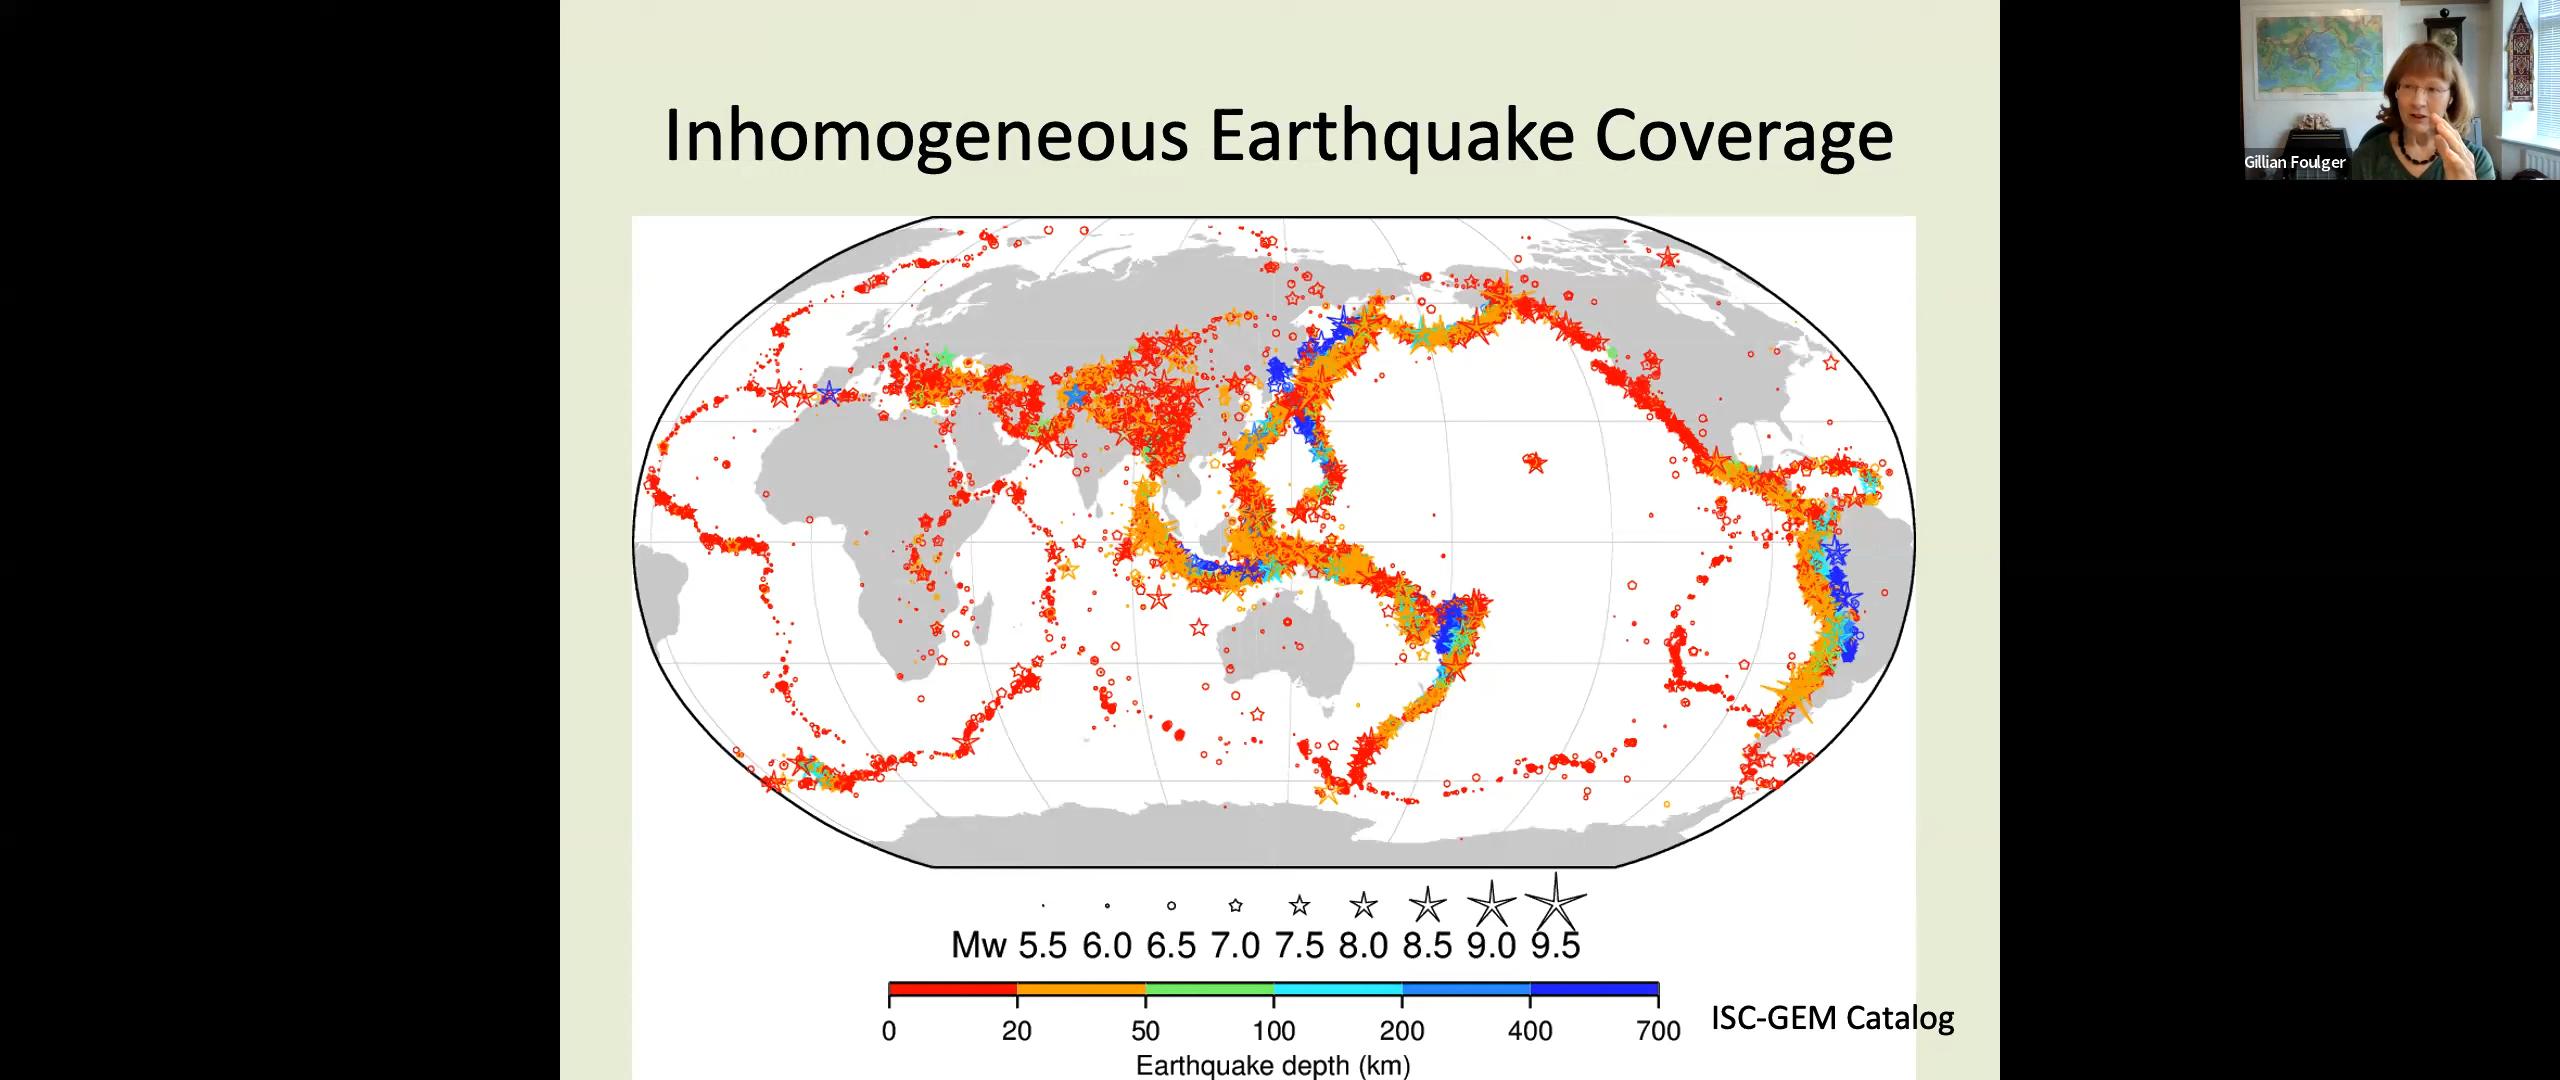 Inhomogeneous Earthquake Coverage
Gillian Foulger
Mw 5.5 6.0 6.5 7.0 7.5 8.0 8.5 9.0 9.5
0 20 50 100 200 400 700
Earthquake depth (km)
ISC-GEM Catalog